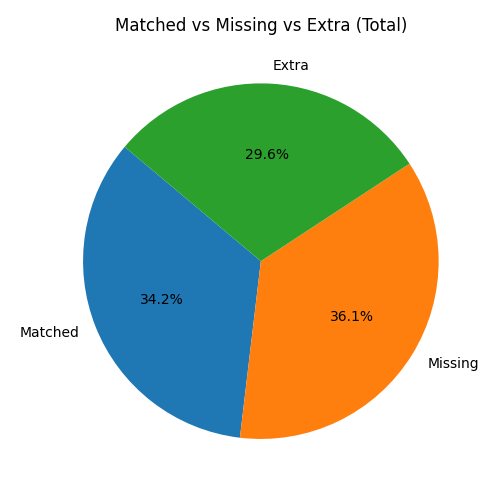 Matched vs Missing vs Extra (Total)
Extra
29.6%
34.2%
36.1%
Matched
Missing